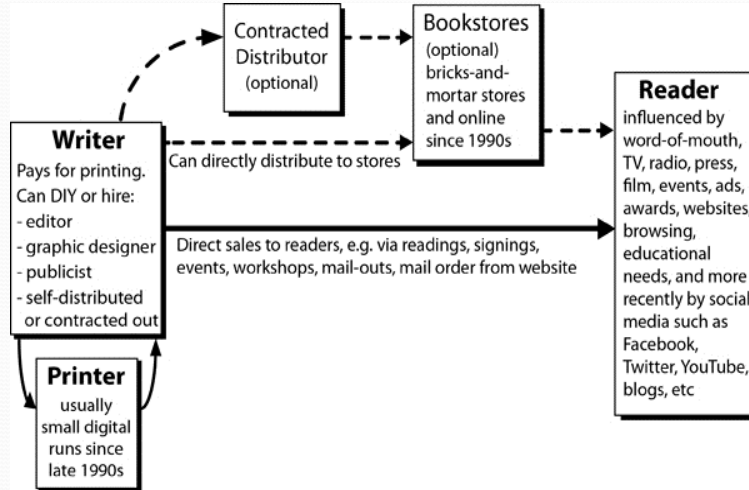 Contracted
Distributor
(optional)
Bookstores
(optional)
bricks-and-
mortar stores
and online
since 1990s
Reader
influenced by
word-of-mouth,
TV, radio, press,
film, events, ads,
awards, websites,
browsing,
educational
needs, and more
recently by social
media such as
Facebook,
Twitter, YouTube,
blogs, etc
Writer
Pays for printing.
Can DIY or hire:
- editor
- graphic designer
- publicist
- self-distributed
or contracted out
Can directly distribute to stores
Direct sales to readers, e.g. via readings, signings,
events, workshops, mail-outs, mail order from website
Printer
usually
small digital
runs since
late 1990s